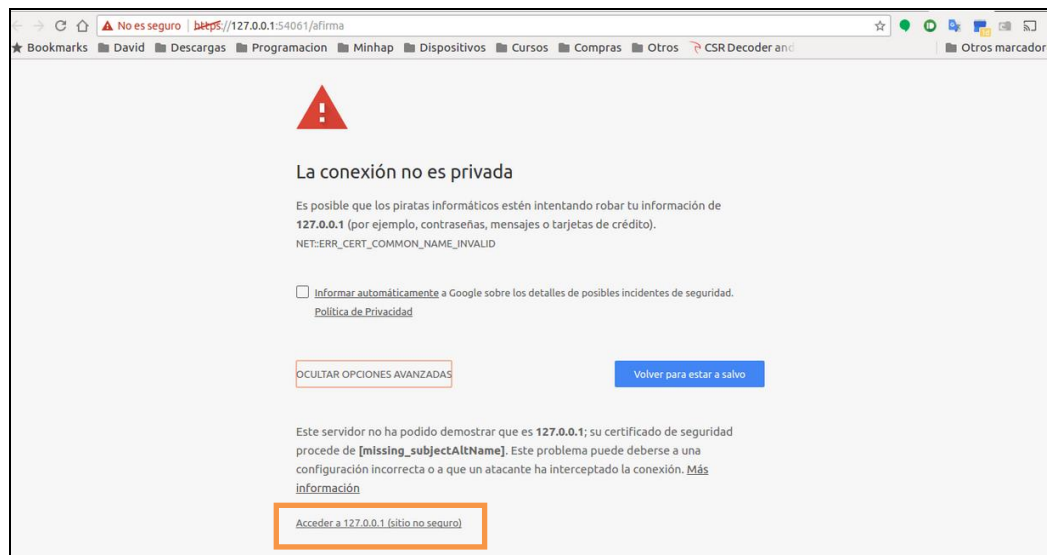 No es seguro | https://127.0.0.1:54061/afirma
Bookmarks David Descargas Programacion Minhap Dispositivos Cursos Compras Otros CSR Decoder and Otros marcador
La conexión no es privada
Es posible que los piratas informáticos estén intentando robar tu información de
127.0.0.1 (por ejemplo, contraseñas, mensajes o tarjetas de crédito).
NET::ERR_CERT_COMMON_NAME_INVALID
Informar automáticamente a Google sobre los detalles de posibles incidentes de seguridad.
Política de Privacidad
OCULTAR OPCIONES AVANZADAS Volver para estar a salvo
Este servidor no ha podido demostrar que es 127.0.0.1; su certificado de seguridad
procede de [missing_subjectAltName]. Este problema puede deberse a una
configuración incorrecta o a que un atacante ha interceptado la conexión. Más
información
Acceder a 127.0.0.1 (sitio no seguro)